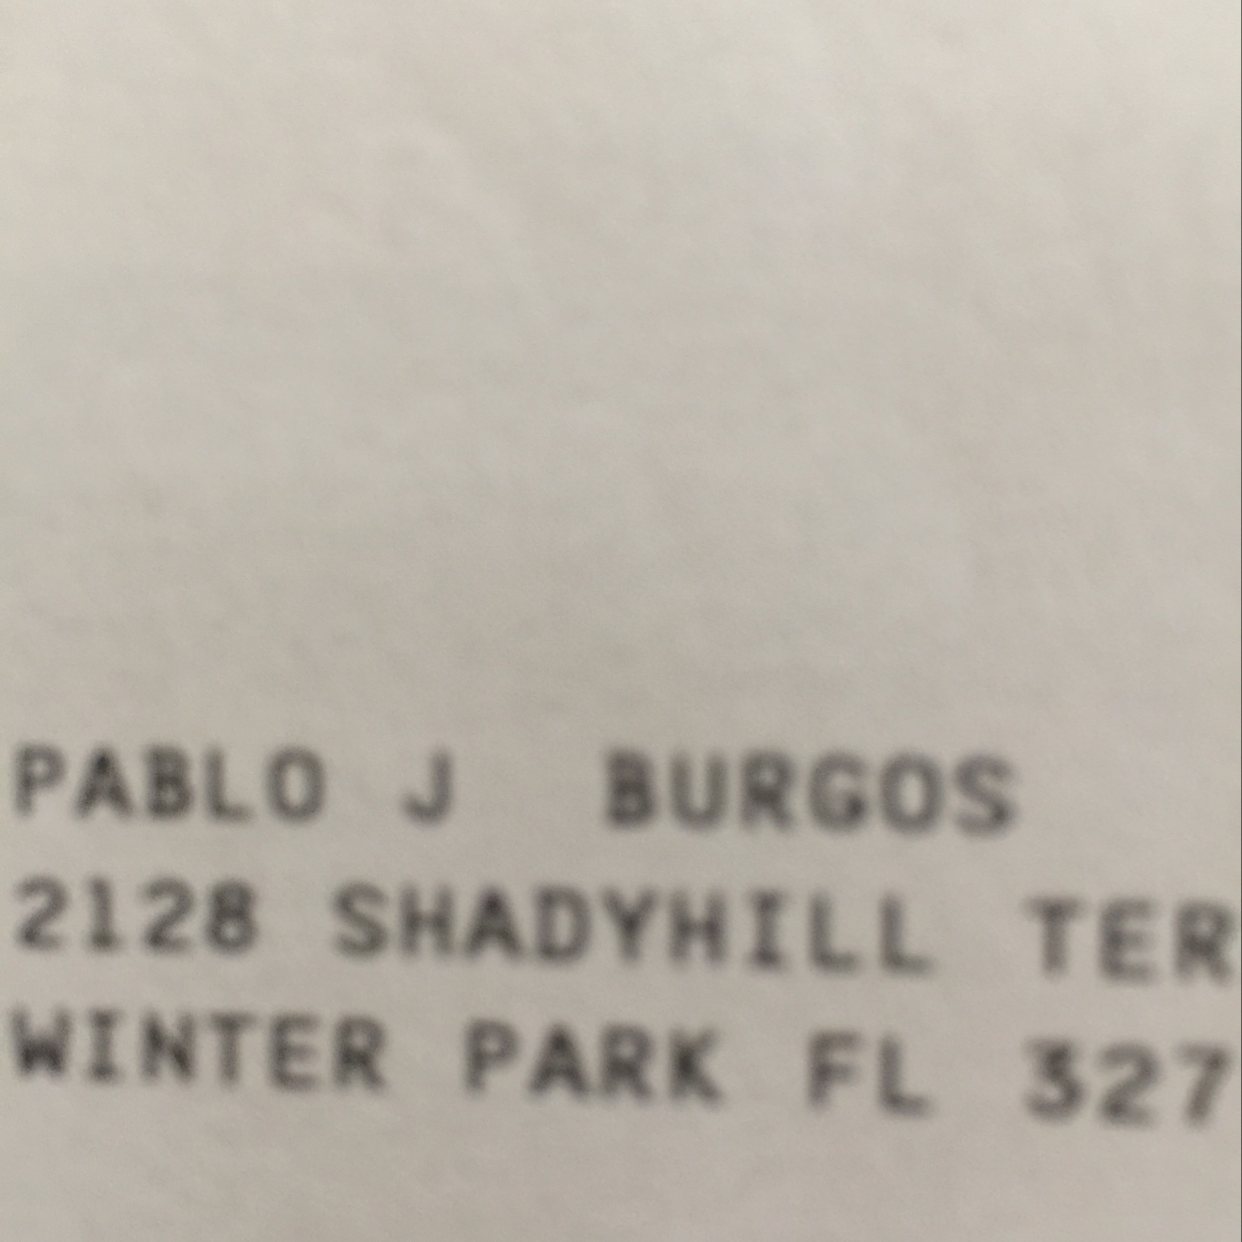 PABLO J BURGOS
2128 SHADYHILL TER
WINTER PARK FL 327